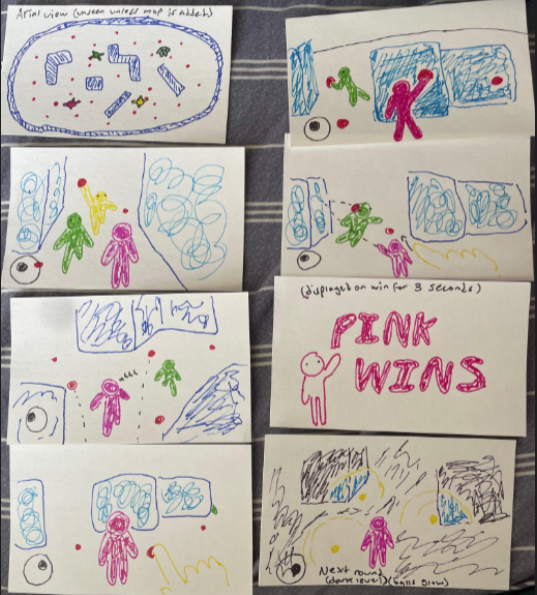 Arial view (unseen unless map is added)
(displayed on win for 3 seconds)
PINK
WINS
Next round
(dark level) (balls glow)